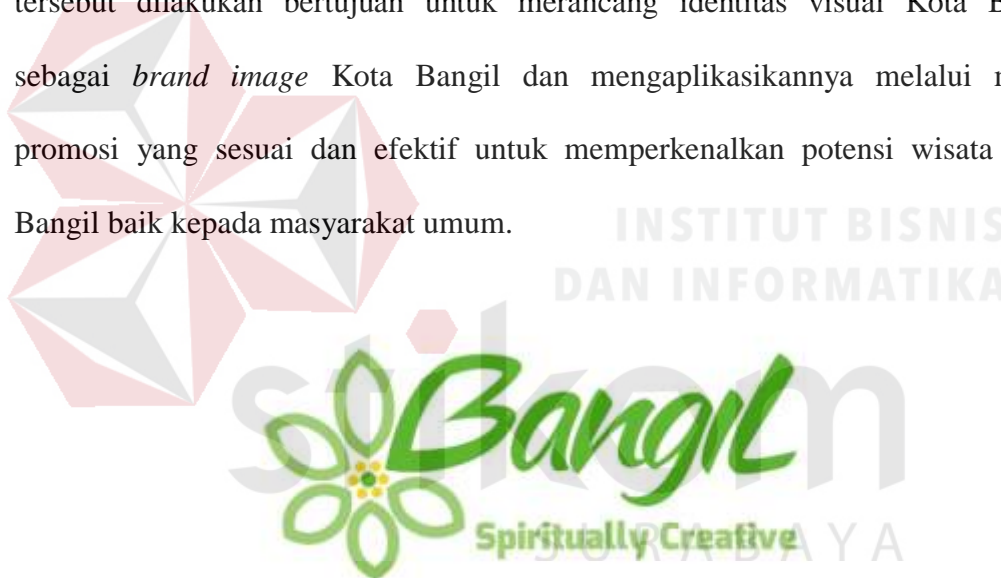 tersebut dilakukan bertujuan untuk merancang identitas visual Kota B
sebagai brand image Kota Bangil dan mengaplikasikannya melalui
promosi yang sesuai dan efektif untuk memperkenalkan potensi wisata
Bangil baik kepada masyarakat umum.
INSTITUT BISNIS
DAN INFORMATIKA
stikom
SURABAYA
Bangil
Spiritually Creative